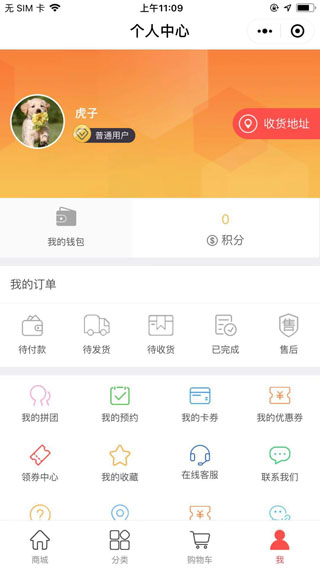 无 SIM 卡
上午11:09
个人中心
虎子
普通用户
收货地址
0
我的钱包
积分
我的订单
待付款 待发货 待收货 已完成 售后
售
我的拼团 我的预约 我的卡券 我的优惠券
领券中心 我的收藏 在线客服 联系我们
商城 分类 购物车 我